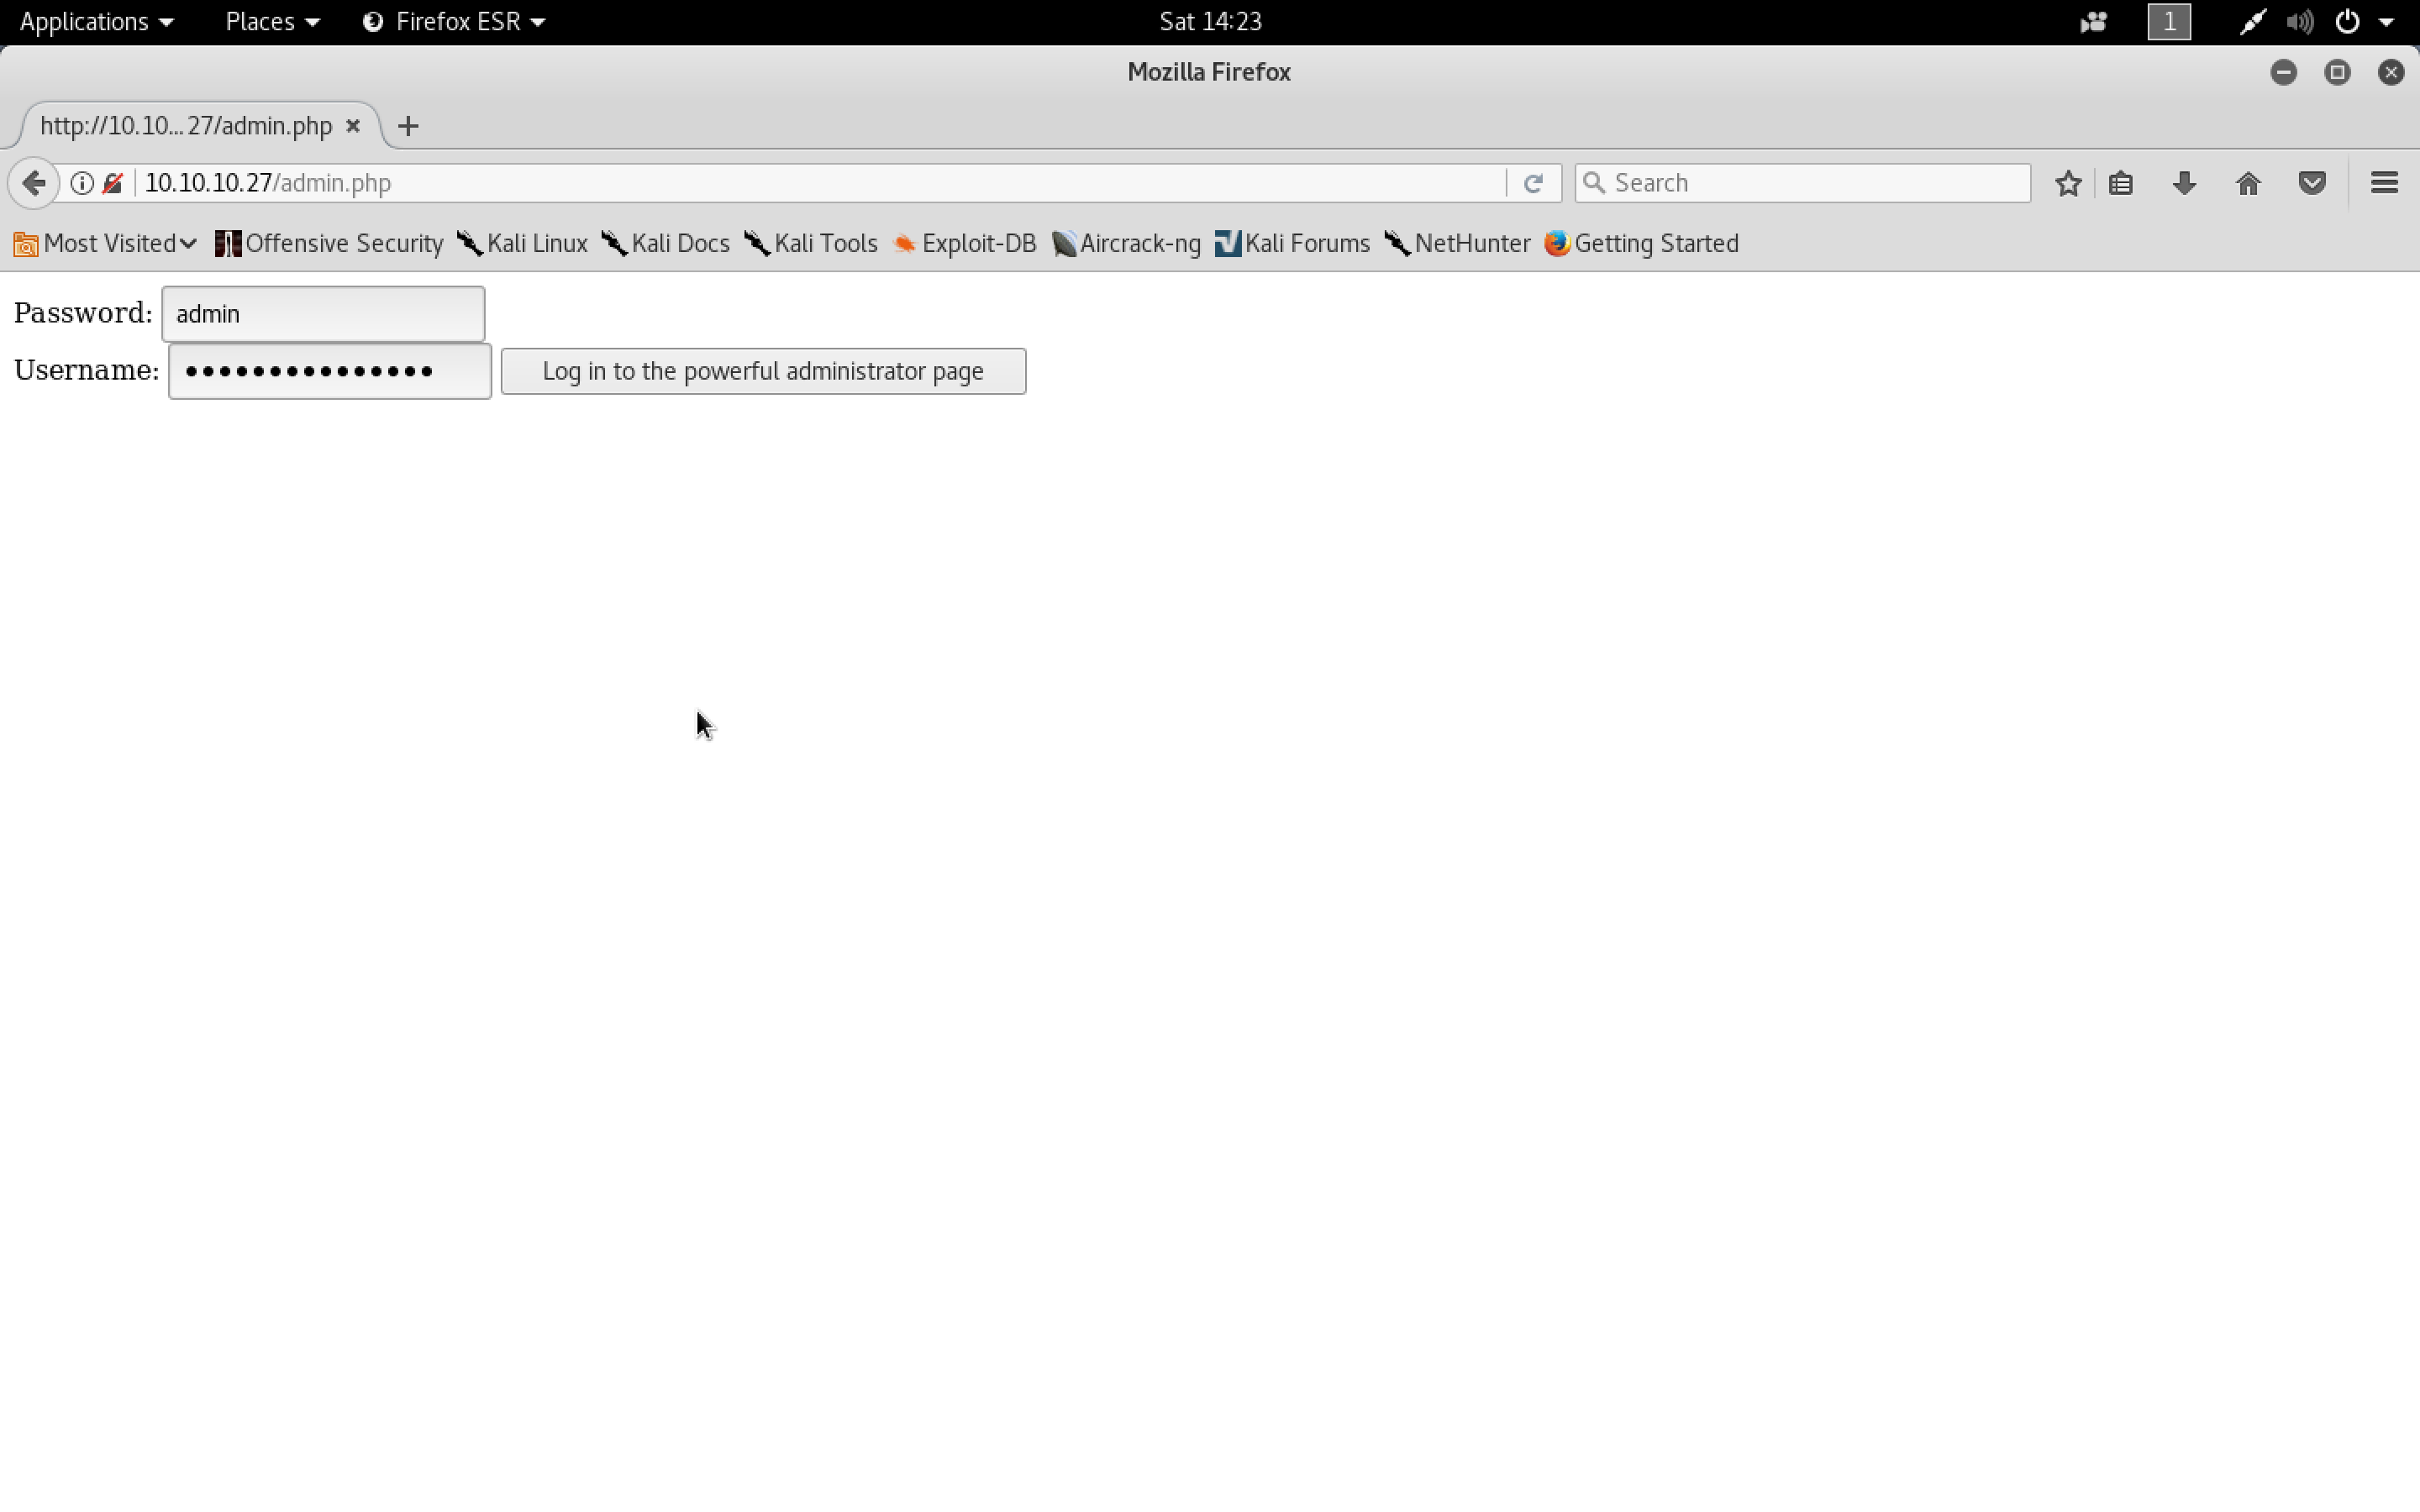 Applications Places Firefox ESR Sat 14:23 1
Mozilla Firefox
http://10.10... 27/admin.php
10.10.10.27/admin.php Search
Most Visited Offensive Security Kali Linux Kali Docs Kali Tools Exploit-DB Aircrack-ng Kali Forums NetHunter Getting Started
Password: admin
Username: ●●●●●●●●●●●●●●● Log in to the powerful administrator page